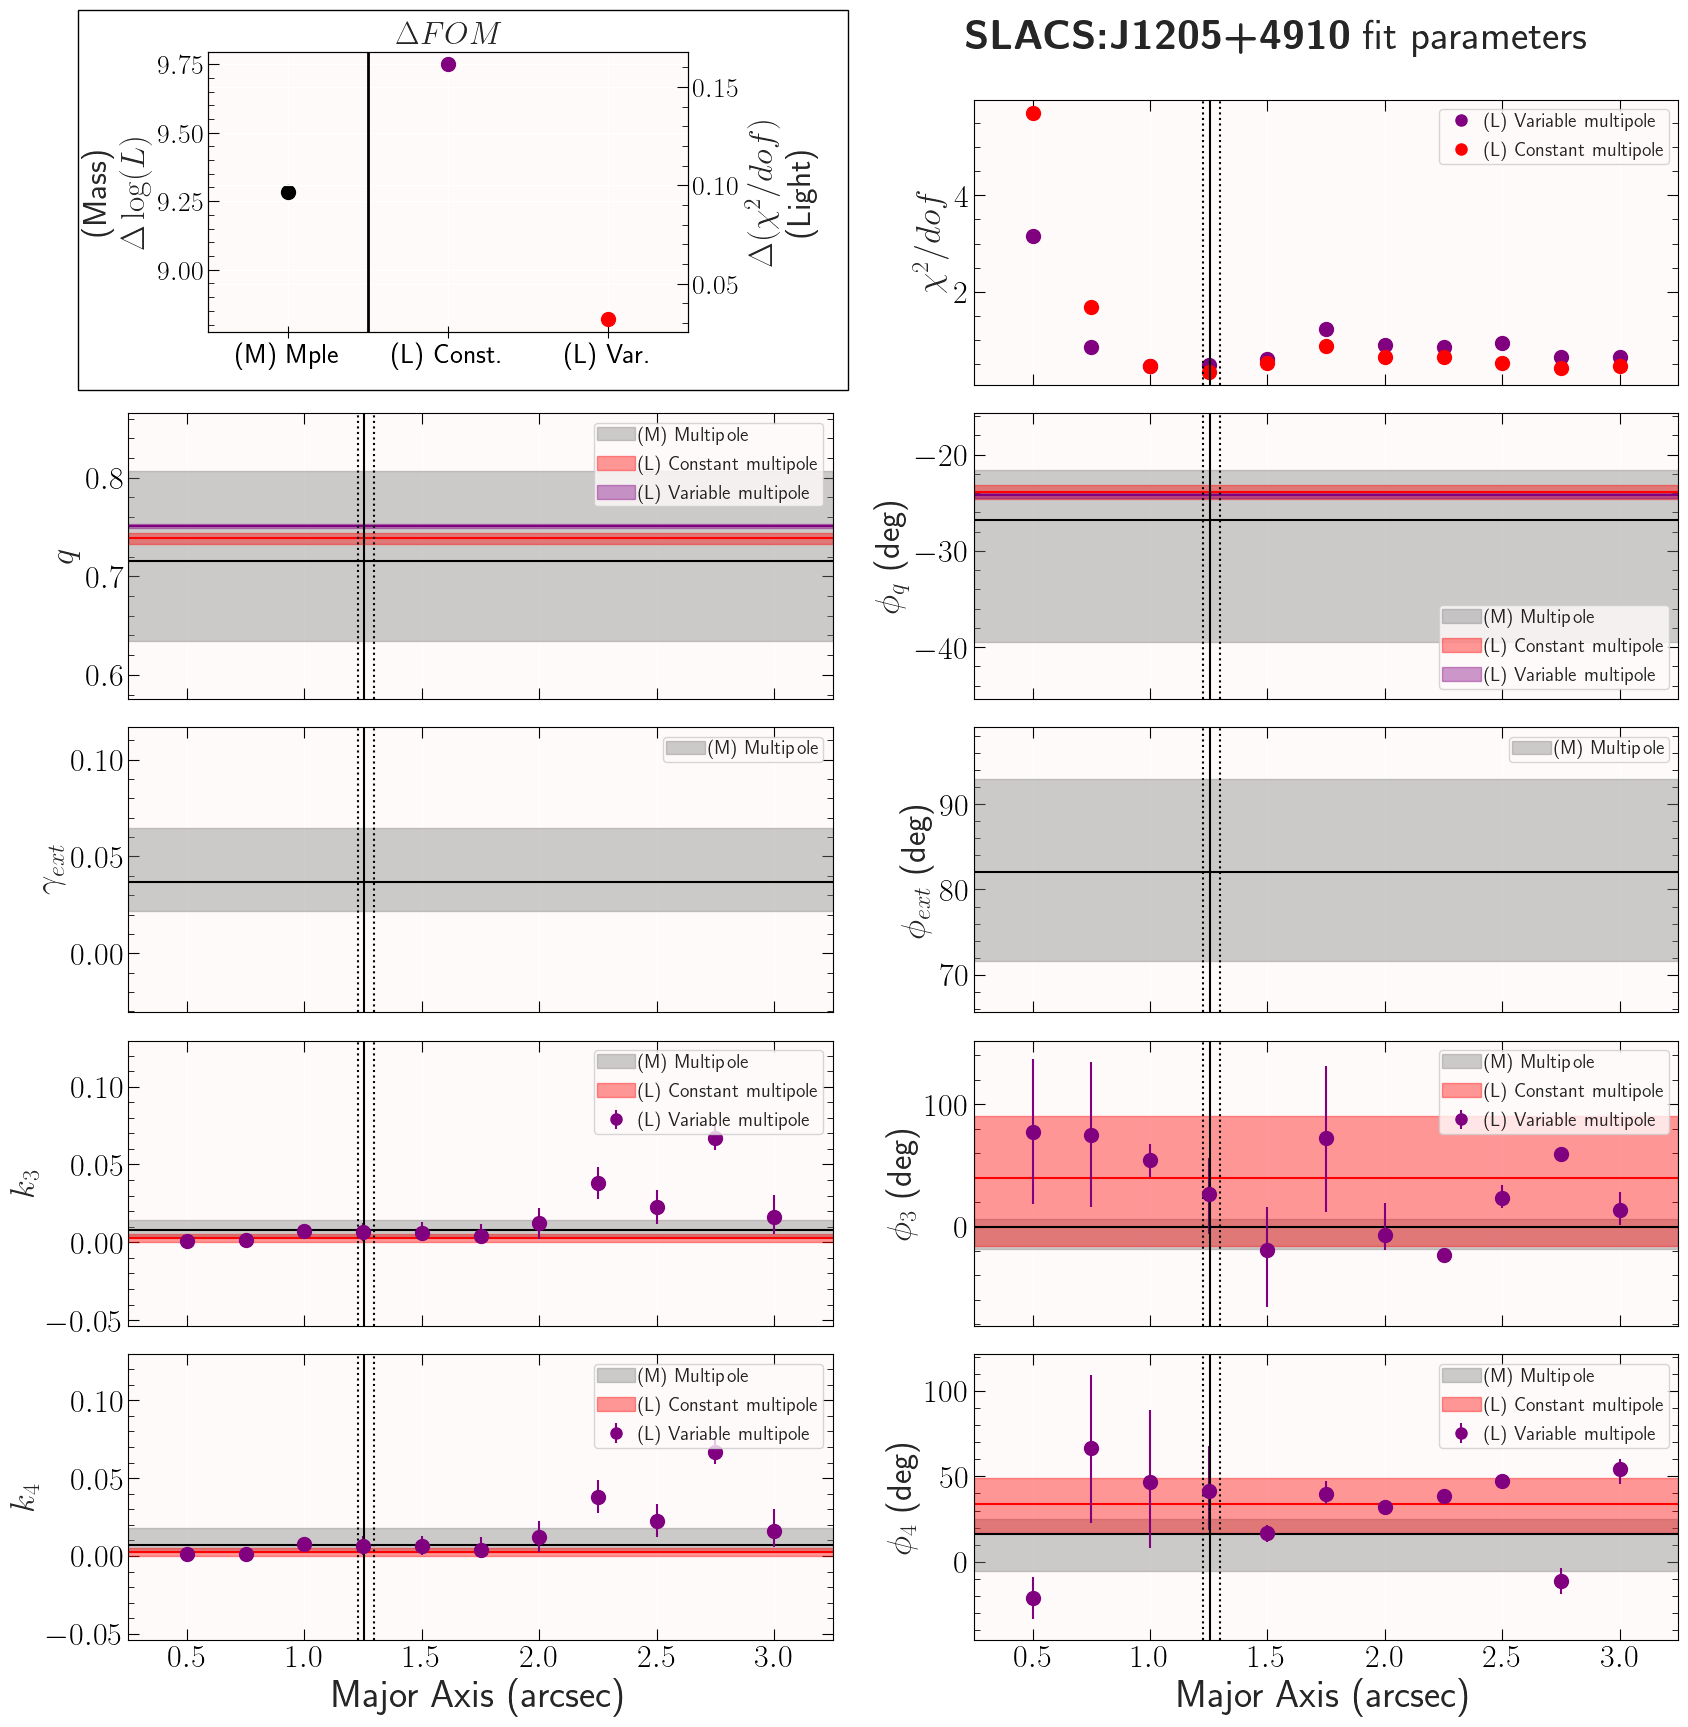 ΔFOM
SLACS:J1205+4910 fit parameters
(Mass)
Δ log(L)
9.75
9.50
9.25
9.00
0.15
0.10
0.05
Δ(χ²/dof)
(Light)
(M) Mple (L) Const. (L) Var.
χ²/dof
4
2
(L) Variable multipole
(L) Constant multipole
q
0.8
0.7
0.6
(M) Multipole
(L) Constant multipole
(L) Variable multipole
ϕ_q (deg)
−20
−30
−40
(M) Multipole
(L) Constant multipole
(L) Variable multipole
γ_ext
0.10
0.05
0.00
(M) Multipole
ϕ_ext (deg)
90
80
70
(M) Multipole
k₃
0.10
0.05
0.00
−0.05
(M) Multipole
(L) Constant multipole
(L) Variable multipole
ϕ₃ (deg)
100
0
(M) Multipole
(L) Constant multipole
(L) Variable multipole
k₄
0.10
0.05
0.00
−0.05
(M) Multipole
(L) Constant multipole
(L) Variable multipole
0.5 1.0 1.5 2.0 2.5 3.0
Major Axis (arcsec)
ϕ₄ (deg)
100
50
0
(M) Multipole
(L) Constant multipole
(L) Variable multipole
0.5 1.0 1.5 2.0 2.5 3.0
Major Axis (arcsec)